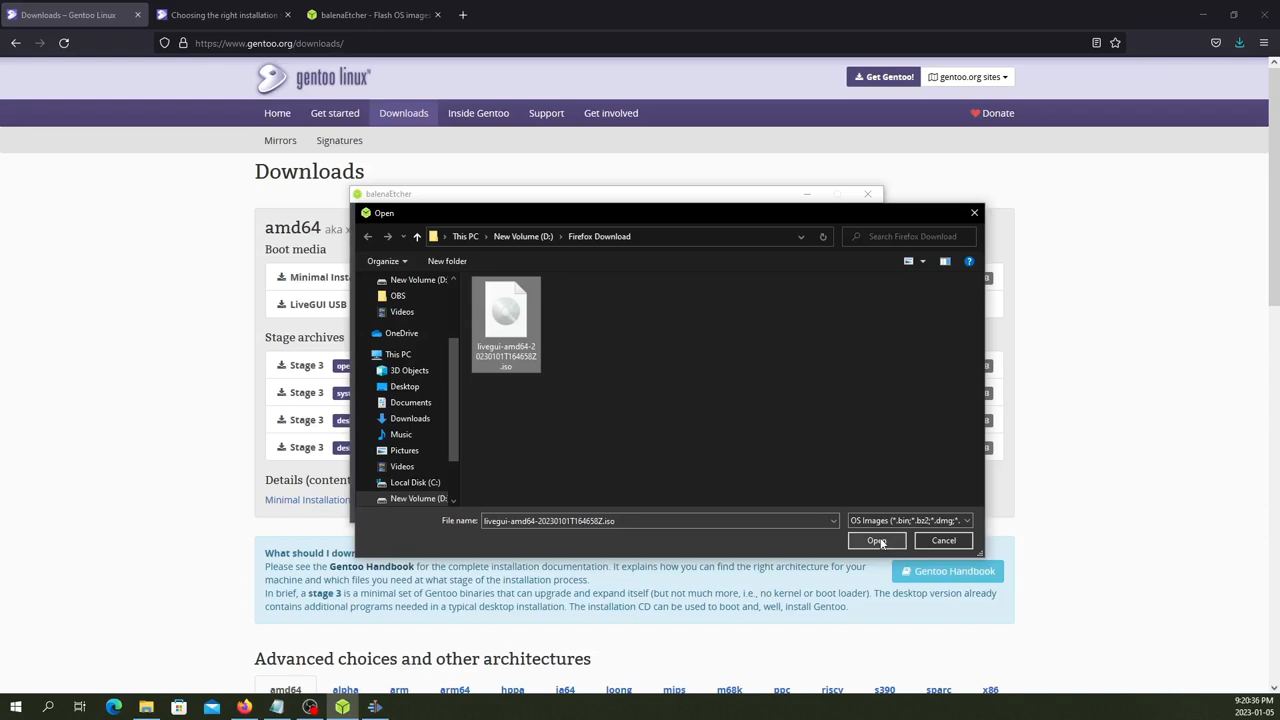 Downloads – Gentoo Linux
Choosing the right installation
balenaEtcher - Flash OS images
https://www.gentoo.org/downloads/
gentoo linux
Get Gentoo!
gentoo.org sites
Home
Get started
Downloads
Inside Gentoo
Support
Get involved
Donate
Mirrors
Signatures
Downloads
amd64 aka x
Boot media
Minimal Inst
LiveGUI USB
Stage archives
Stage 3 ope
Stage 3 sys
Stage 3 des
Stage 3 des
Details (conten
Minimal Installation
balenaEtcher
Open
This PC
New Volume (D:)
Firefox Download
Search Firefox Download
Organize
New folder
New Volume (D:
OBS
Videos
OneDrive
This PC
3D Objects
Desktop
Documents
Downloads
Music
Pictures
Videos
Local Disk (C:)
New Volume (D:
livegui-amd64-2
0230101T164658Z
.iso
File name:
livegui-amd64-20230101T164658Z.iso
OS Images (*.bin;*.bz2;*.dmg;*.
Open
Cancel
What should I down
Please see the Gentoo Handbook for the complete installation documentation. It explains how you can find the right architecture for your
machine and which files you need at what stage of the installation process.
In brief, a stage 3 is a minimal set of Gentoo binaries that can upgrade and expand itself (but not much more, i.e., no kernel or boot loader). The desktop version already
contains additional programs needed in a typical desktop installation. The installation CD can be used to boot and, well, install Gentoo.
Gentoo Handbook
Advanced choices and other architectures
amd64
alpha
arm
arm64
hppa
ia64
loong
mips
m68k
ppc
riscv
s390
sparc
x86
9:20:36 PM
2023-01-05